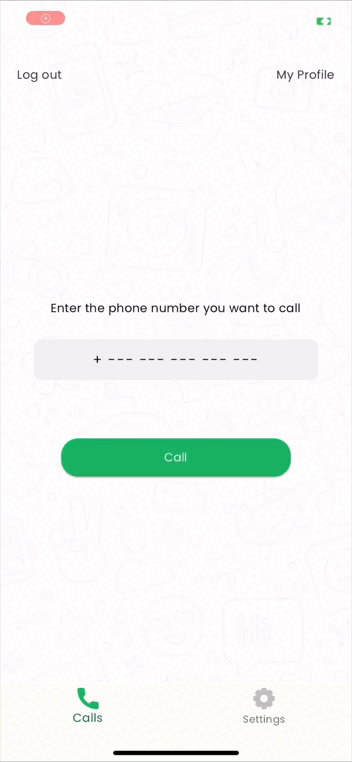 Log out
My Profile
Enter the phone number you want to call
+ --- --- --- --- ---
Call
Calls
Settings